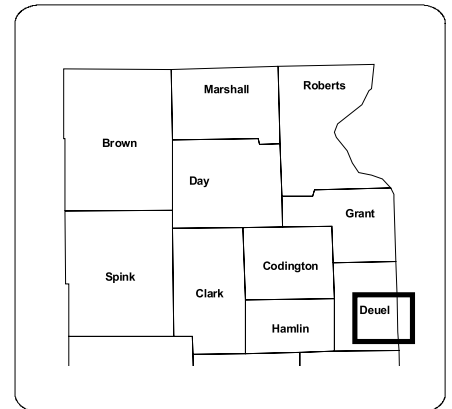 Marshall
Roberts
Brown
Day
Grant
Codington
Spink
Clark
Deuel
Hamlin